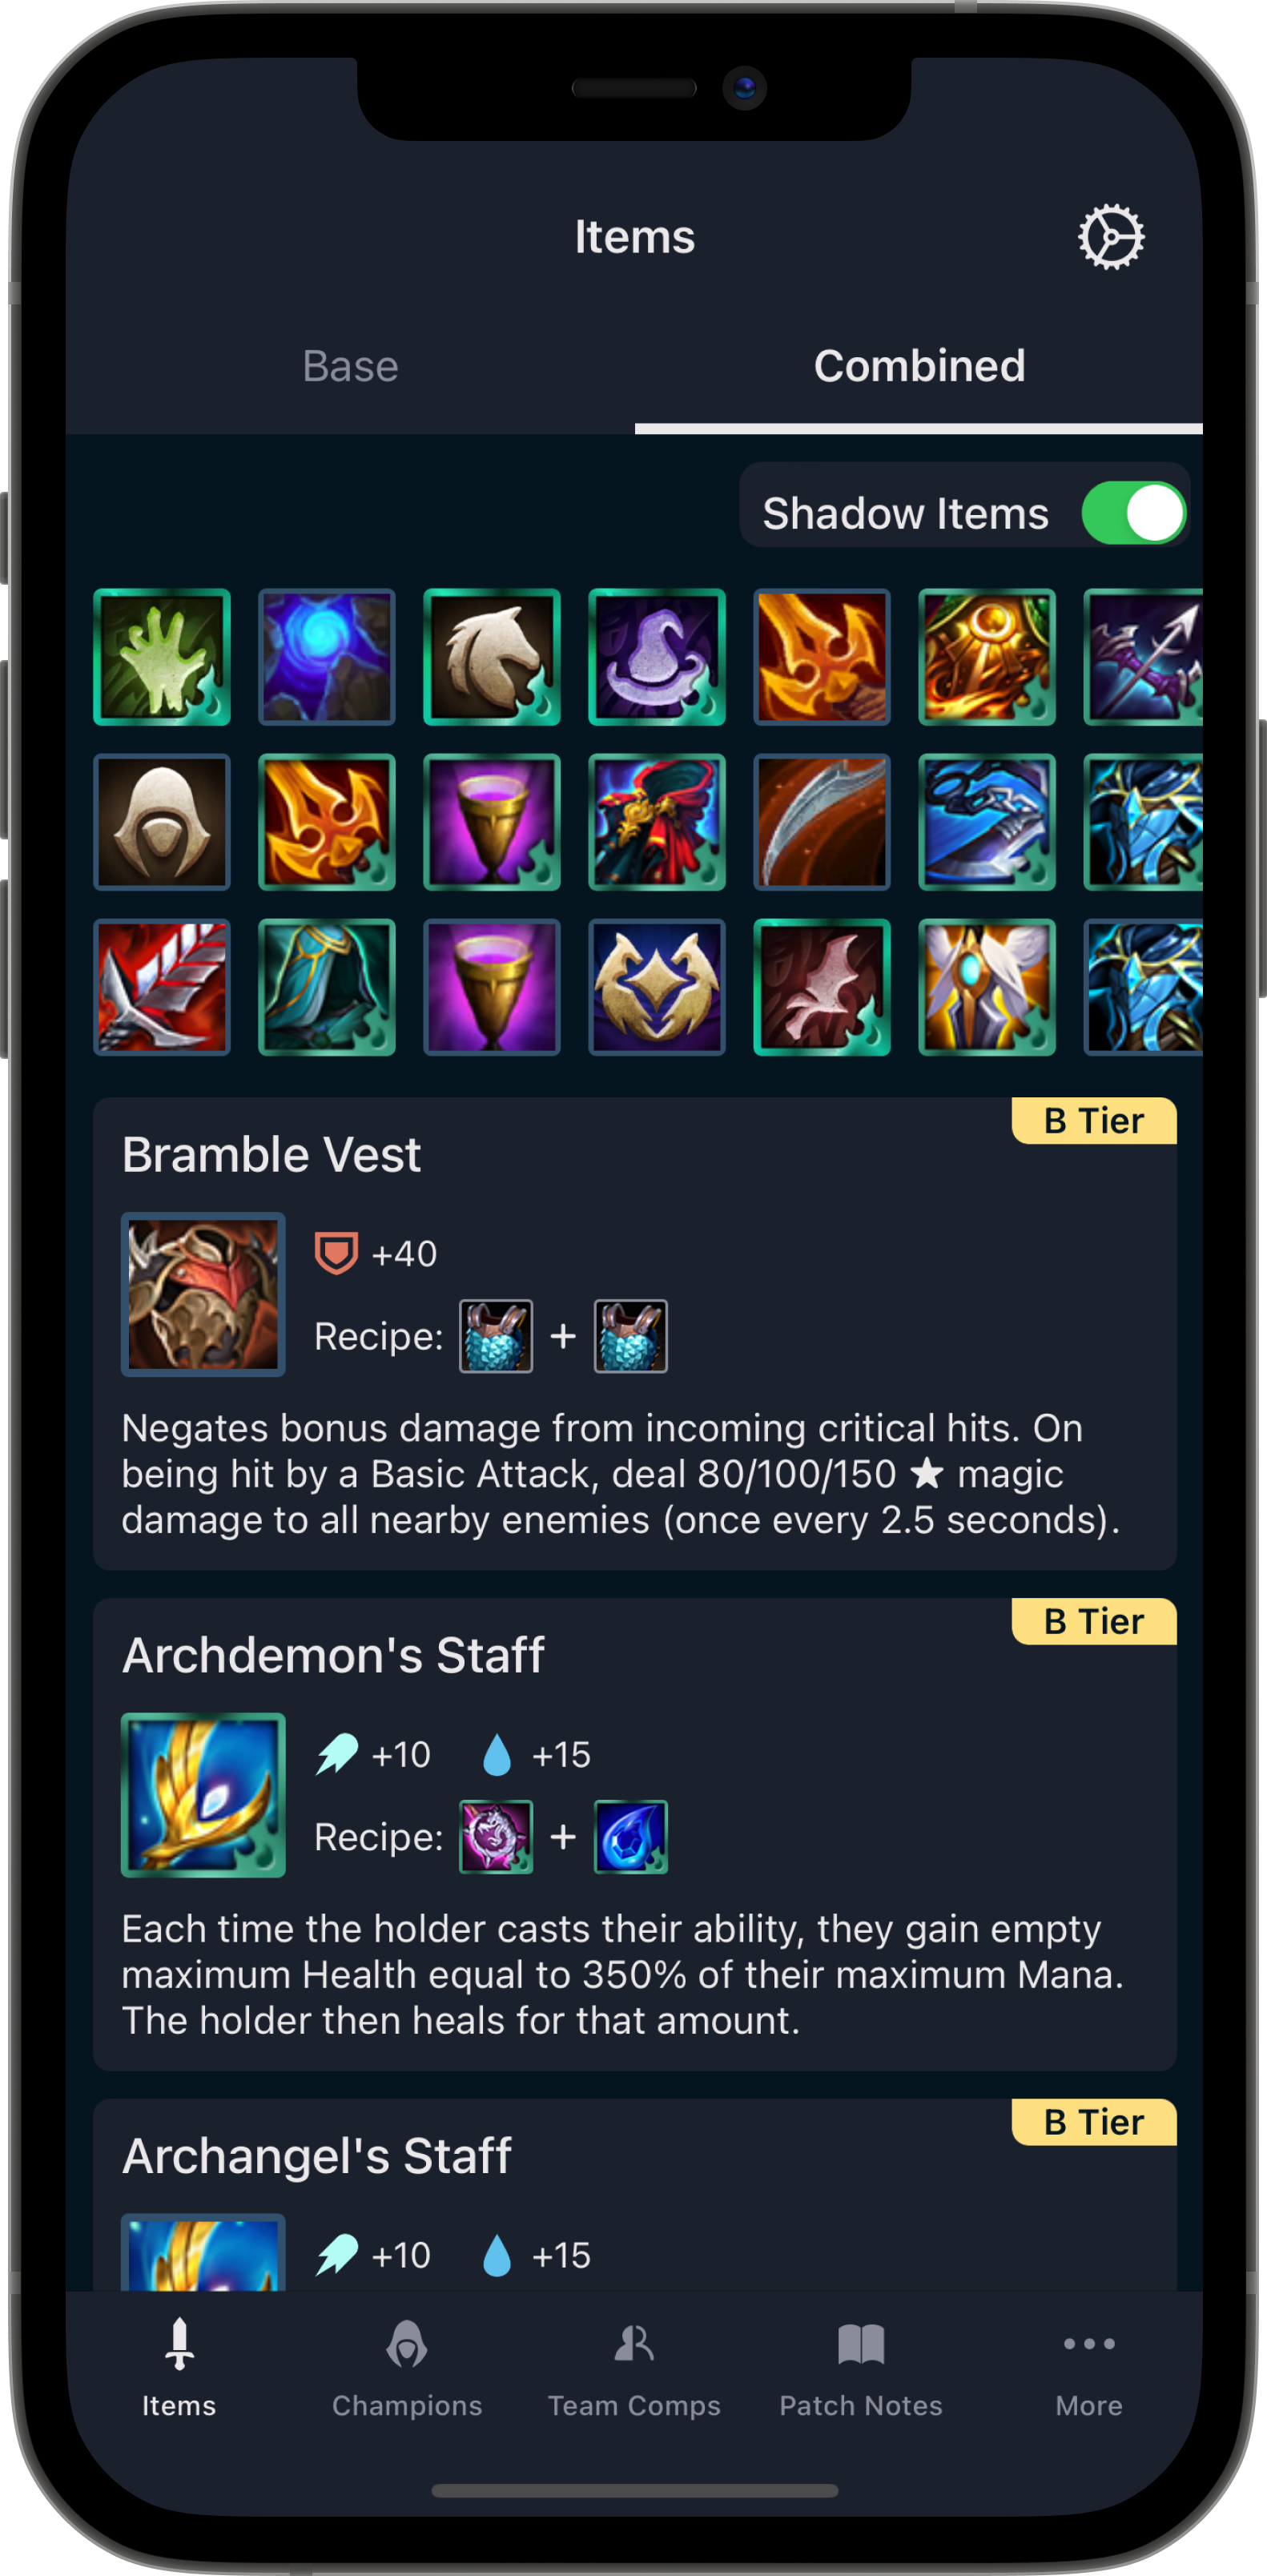 Items
Base
Combined
Shadow Items
B Tier
Bramble Vest
+40
Recipe: +
Negates bonus damage from incoming critical hits. On
being hit by a Basic Attack, deal 80/100/150 ★ magic
damage to all nearby enemies (once every 2.5 seconds).
B Tier
Archdemon's Staff
+10 +15
Recipe: +
Each time the holder casts their ability, they gain empty
maximum Health equal to 350% of their maximum Mana.
The holder then heals for that amount.
B Tier
Archangel's Staff
+10 +15
Items
Champions
Team Comps
Patch Notes
More